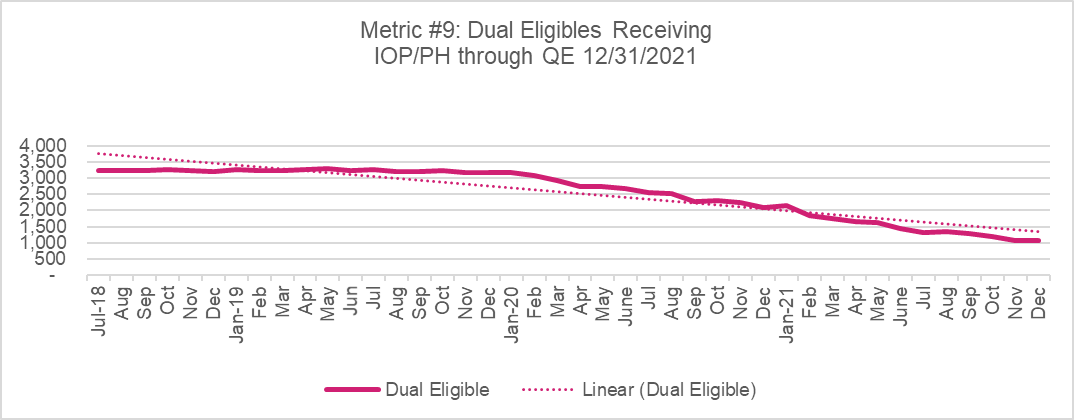 Metric #9: Dual Eligibles Receiving
IOP/PH through QE 12/31/2021
4,000
3,500
3,000
2,500
2,000
1,500
1,000
500
-
Jul-18
Aug
Sep
Oct
Nov
Dec
Jan-19
Feb
Mar
Apr
May
Jun
Jul
Aug
Sep
Oct
Nov
Dec
Jan-20
Feb
Mar
Apr
May
June
Jul
Aug
Sep
Oct
Nov
Dec
Jan-21
Feb
Mar
Apr
May
June
Jul
Aug
Sep
Oct
Nov
Dec
Dual Eligible
Linear (Dual Eligible)